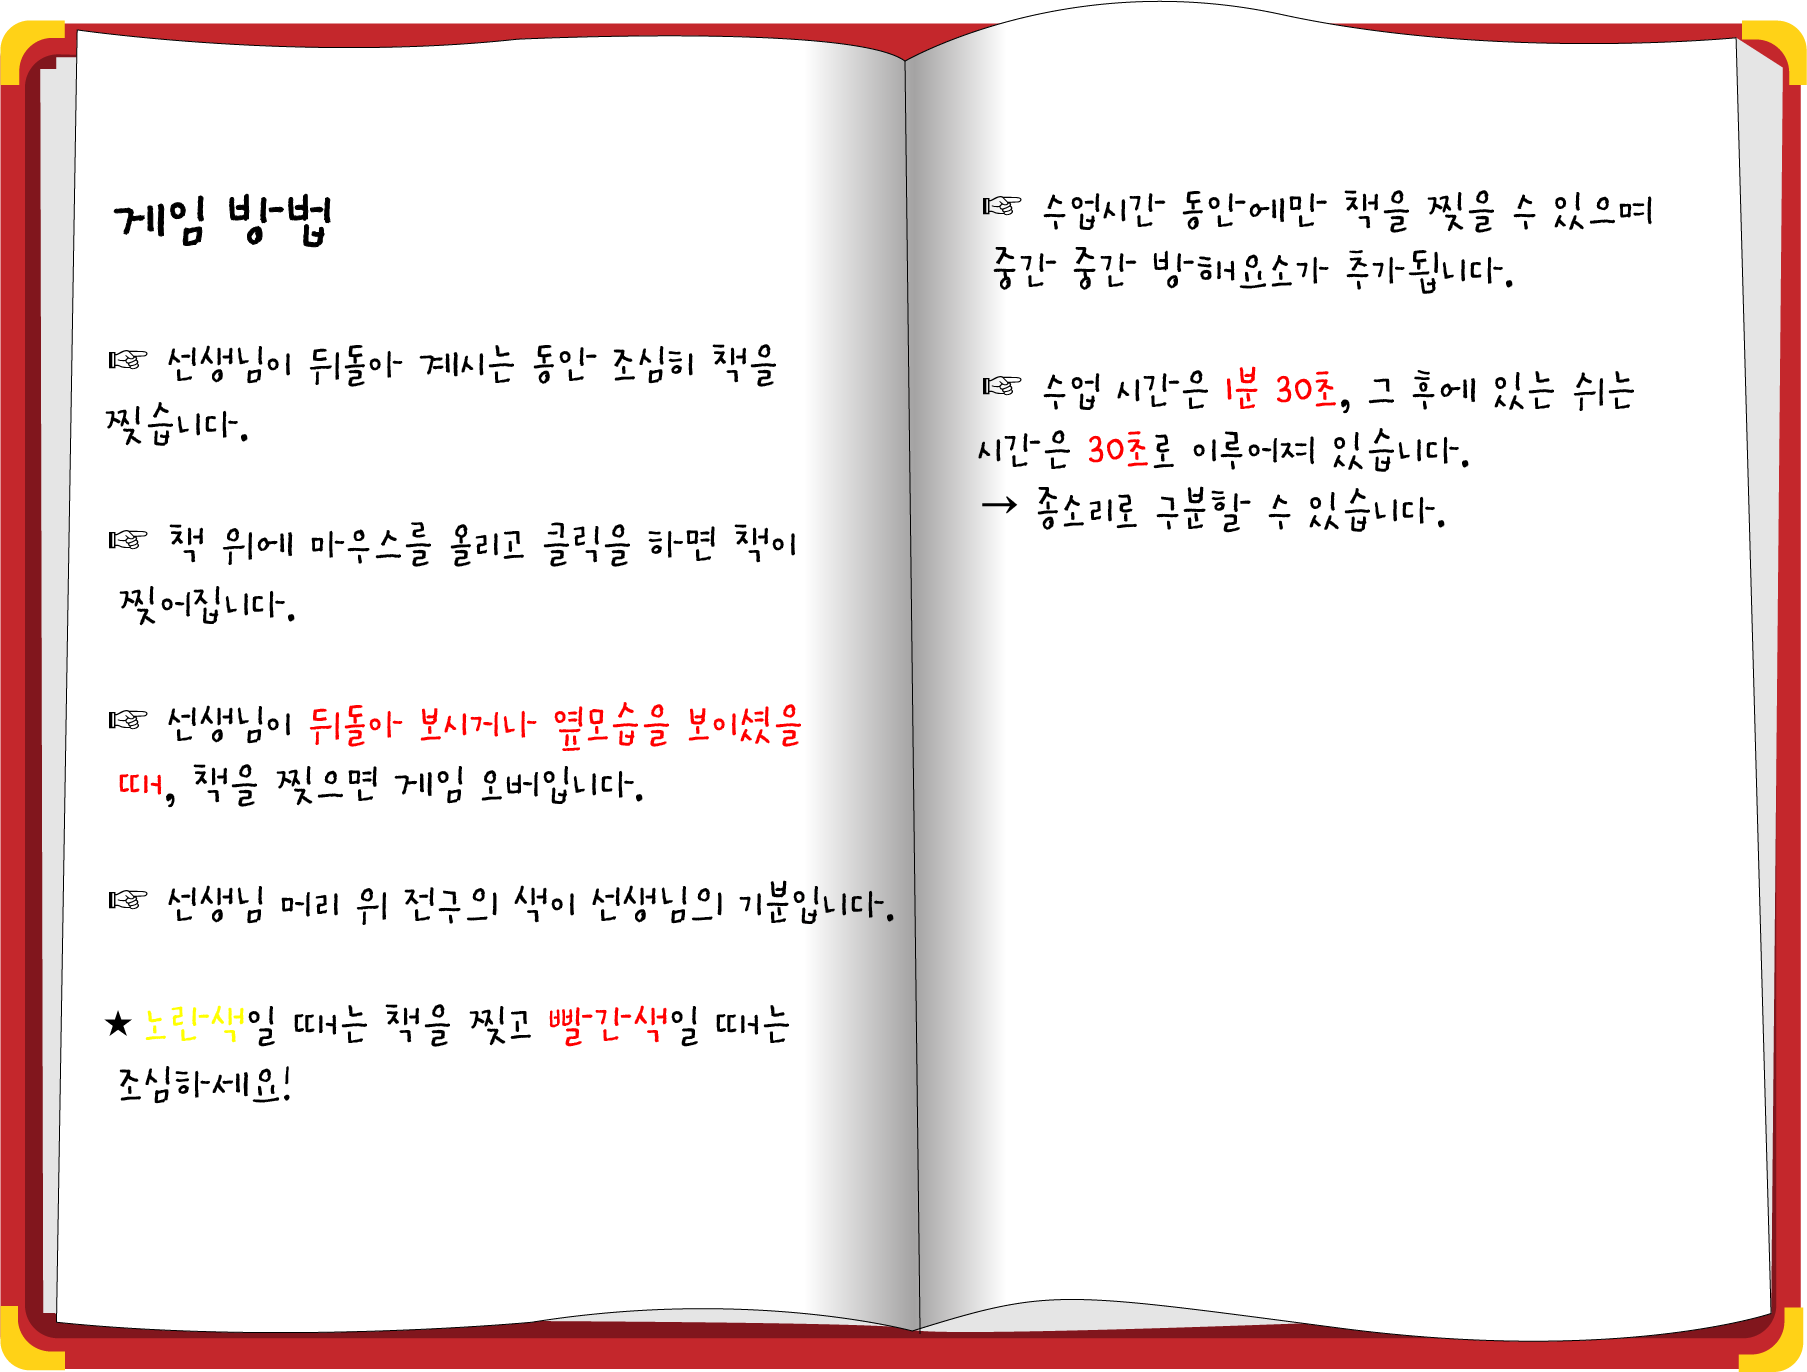 게임 방법
☞ 선생님이 뒤돌아 계시는 동안 조심히 책을
찢습니다.
☞ 책 위에 마우스를 올리고 클릭을 하면 책이
찢어집니다.
☞ 선생님이 뒤돌아 보시거나 옆모습을 보이셨을
때, 책을 찢으면 게임 오버입니다.
☞ 선생님 머리 위 전구의 색이 선생님의 기분입니다.
★ 노란색일 때는 책을 찢고 빨간색일 때는
조심하세요!
☞ 수업시간 동안에만 책을 찢을 수 있으며
중간 중간 방해요소가 추가됩니다.
☞ 수업 시간은 1분 30초, 그 후에 있는 쉬는
시간은 30초로 이루어져 있습니다.
→ 종소리로 구분할 수 있습니다.